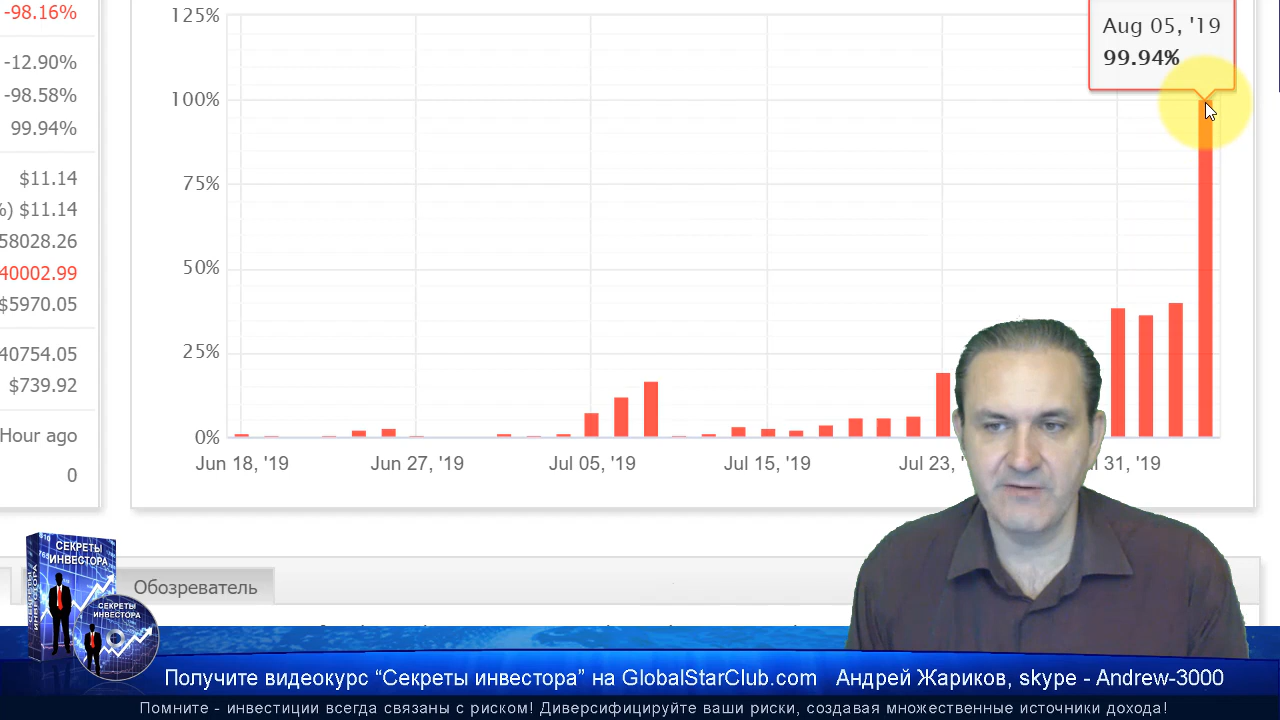 -98.16%
-12.90%
-98.58%
99.94%
$11.14
%) $11.14
58028.26
40002.99
$5970.05
40754.05
$739.92
Hour ago
0
125%
100%
75%
50%
25%
0%
Aug 05, '19
99.94%
Jun 18, '19
Jun 27, '19
Jul 05, '19
Jul 15, '19
Jul 23, '
31, '19
Обозреватель
СЕКРЕТЫ
ИНВЕСТОРА
СЕКРЕТЫ
ИНВЕСТОРА
Получите видеокурс “Секреты инвестора” на GlobalStarClub.com Андрей Жариков, skype - Andrew-3000
Помните - инвестиции всегда связаны с риском! Диверсифицируйте ваши риски, создавая множественные источники дохода!